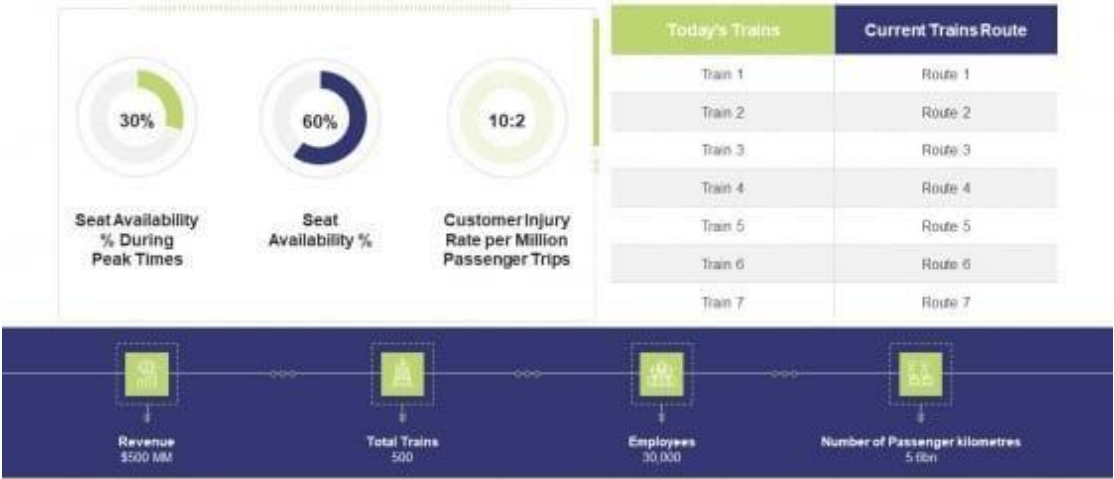 30%
60%
10:2
Seat Availability
% During
Peak Times
Seat
Availability %
Customer Injury
Rate per Million
Passenger Trips
Today's Trains Current Trains Route
Train 1 Route 1
Train 2 Route 2
Train 3 Route 3
Train 4 Route 4
Train 5 Route 5
Train 6 Route 6
Train 7 Route 7
Revenue
$500 MM
Total Trains
500
Employees
30,000
Number of Passenger kilometres
5.6bn